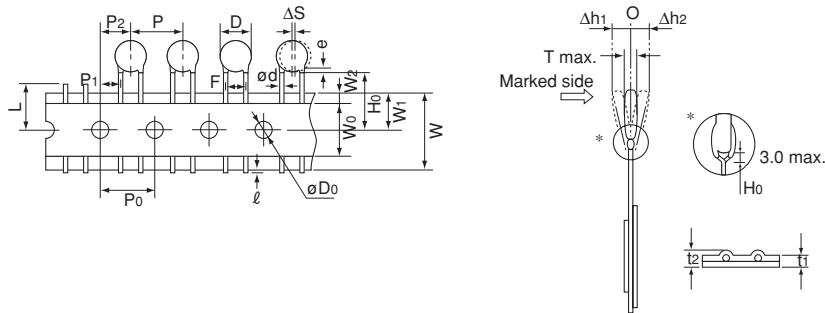 P2 P D ΔS
e
P1 F ød W2
L H0 W1
W0 W
P0 øD0
ℓ
Δh1 O Δh2
T max.
Marked side
*
*
3.0 max.
H0
t2 t1